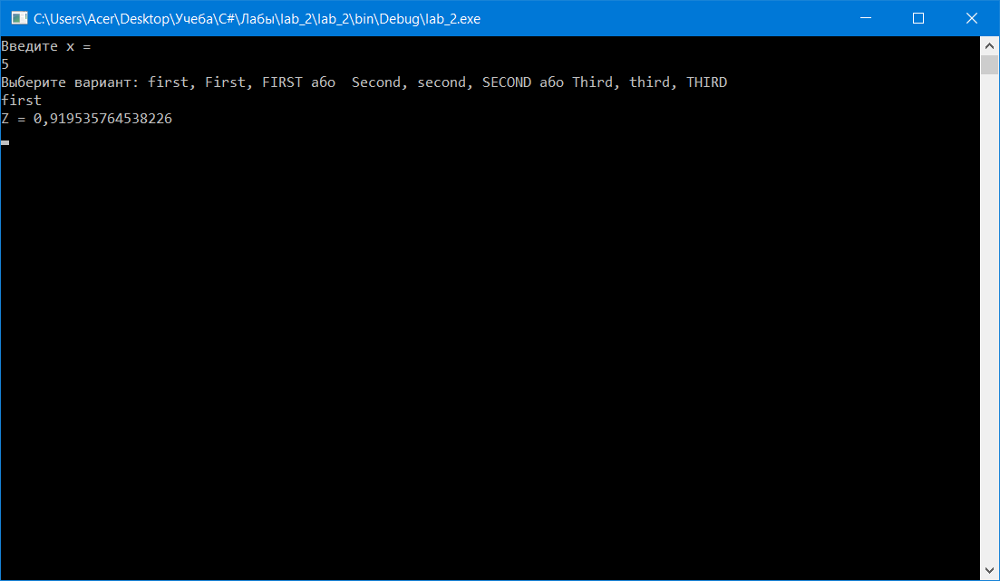 C:\Users\Acer\Desktop\Учеба\C#\Лабы\lab_2\lab_2\bin\Debug\lab_2.exe
Введите x =
5
Выберите вариант: first, First, FIRST або  Second, second, SECOND або Third, third, THIRD
first
Z = 0,919535764538226